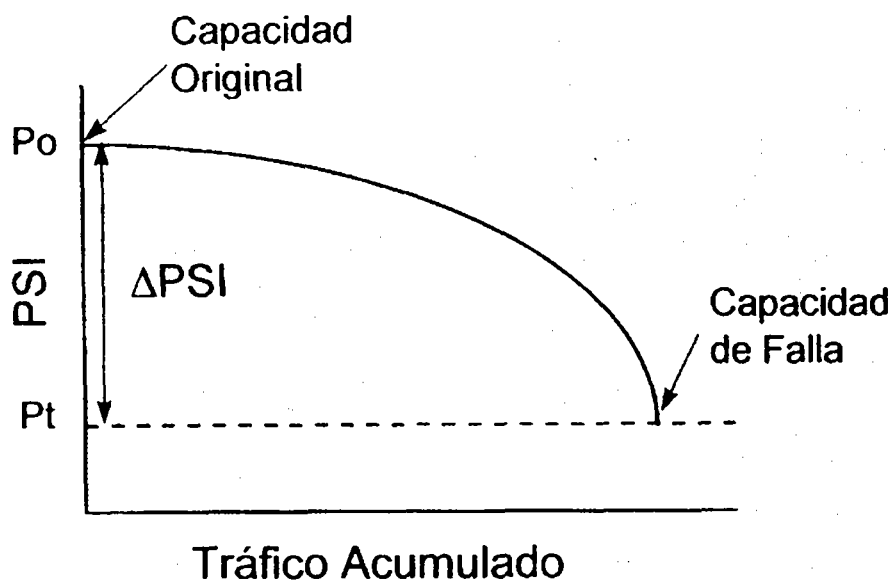 Capacidad
Original
Po
PSI
ΔPSI
Capacidad
de Falla
Pt
Tráfico Acumulado